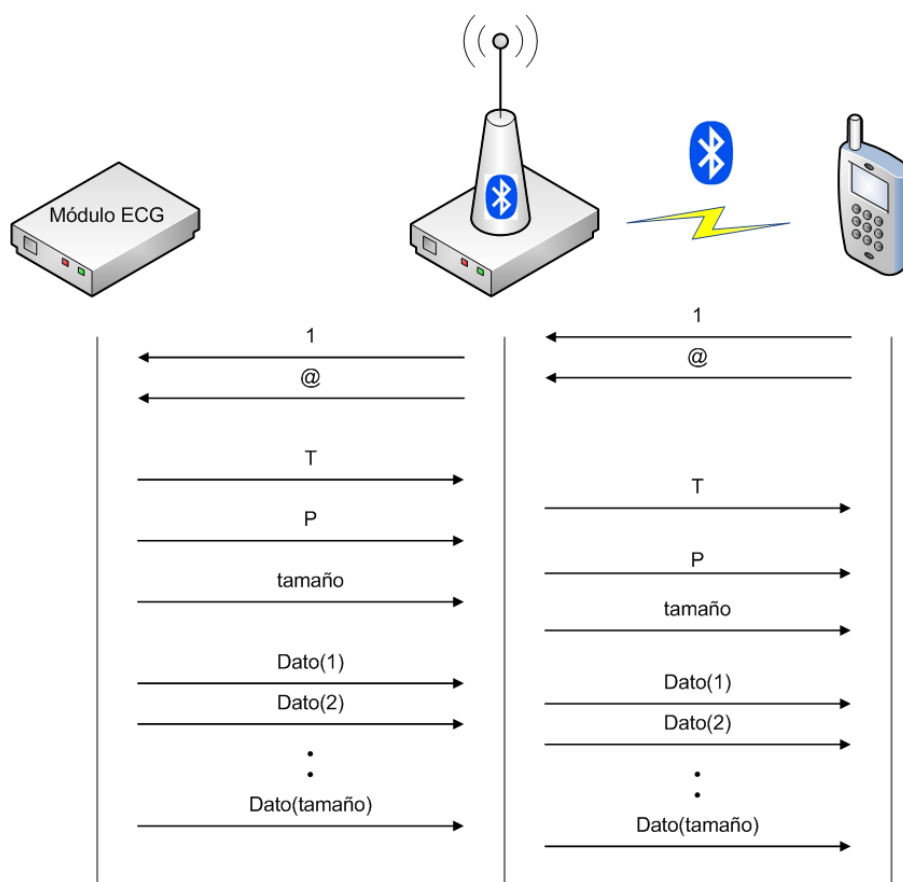 Módulo ECG
1
1
@
@
T
T
P
P
tamaño
tamaño
Dato(1)
Dato(1)
Dato(2)
Dato(2)
Dato(tamaño)
Dato(tamaño)